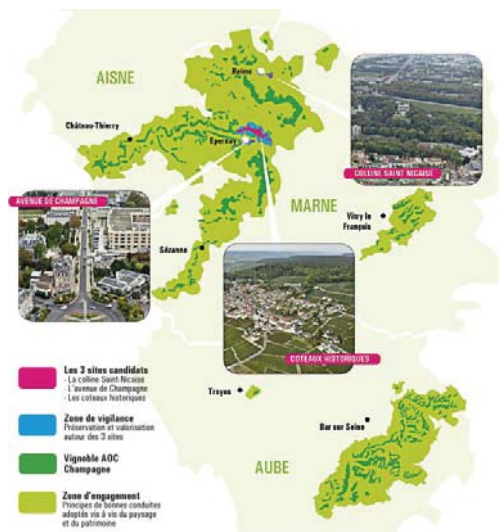 AISNE
Reims
COLLINE SAINT NICAISE
Château-Thierry
Epernay
AVENUE DE CHAMPAGNE
MARNE
Vitry le
François
Sézanne
COTEAUX HISTORIQUES
Les 3 sites candidats
- La colline Saint-Nicaise
- L'avenue de Champagne
- Les coteaux historiques
Zone de vigilance
Préservation et valorisation
autour des 3 sites
Vignoble AOC
Champagne
Zone d'engagement
Principes de bonnes conduites
adoptés vis à vis du paysage
et du patrimoine
Troyes
Bar sur Seine
AUBE